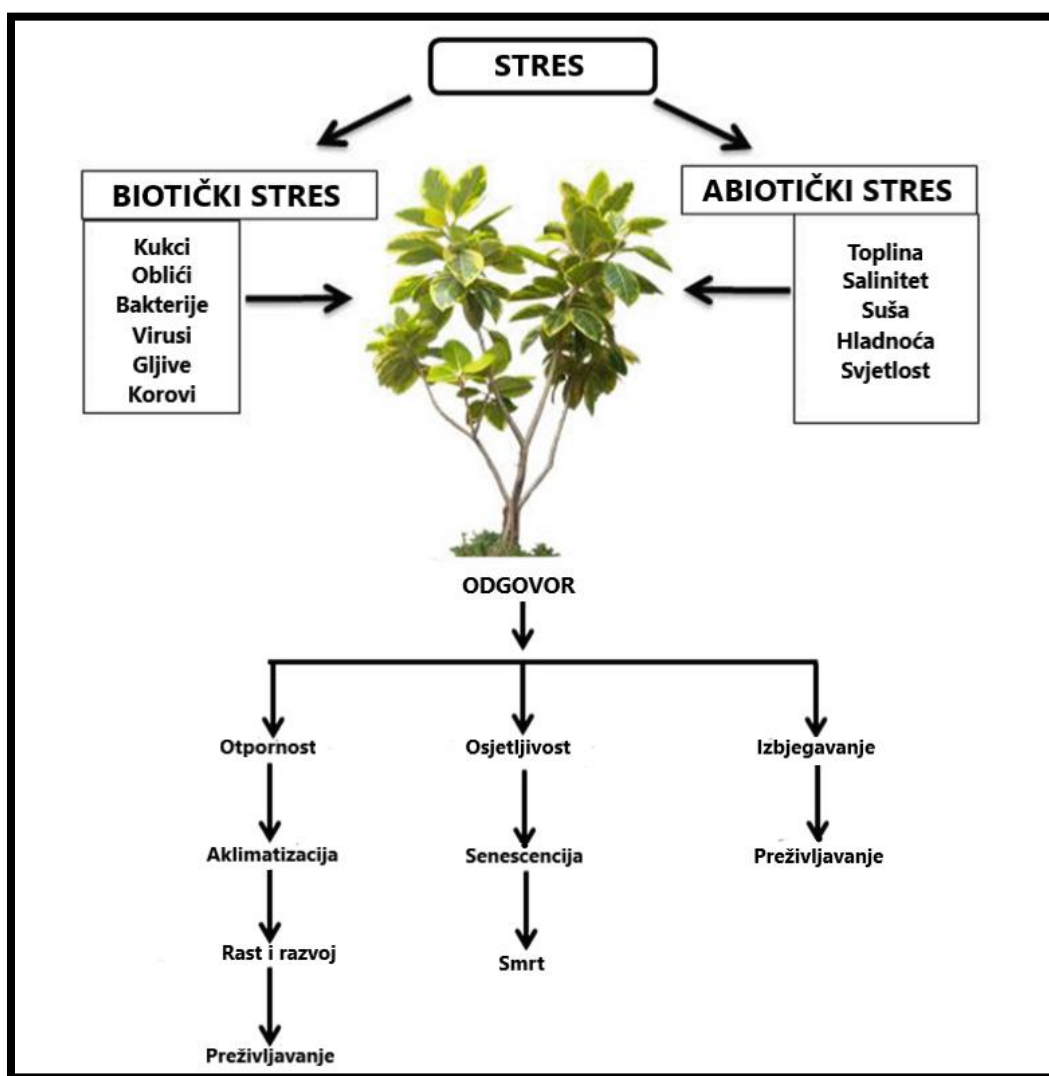 STRES
BIOTIČKI STRES
Kukci
Oblići
Bakterije
Virusi
Gljive
Korovi
ABIOTIČKI STRES
Toplina
Salinitet
Suša
Hladnoća
Svjetlost
ODGOVOR
Otpornost
Osjetljivost
Izbjegavanje
Aklimatizacija
Senescencija
Preživljavanje
Rast i razvoj
Smrt
Preživljavanje